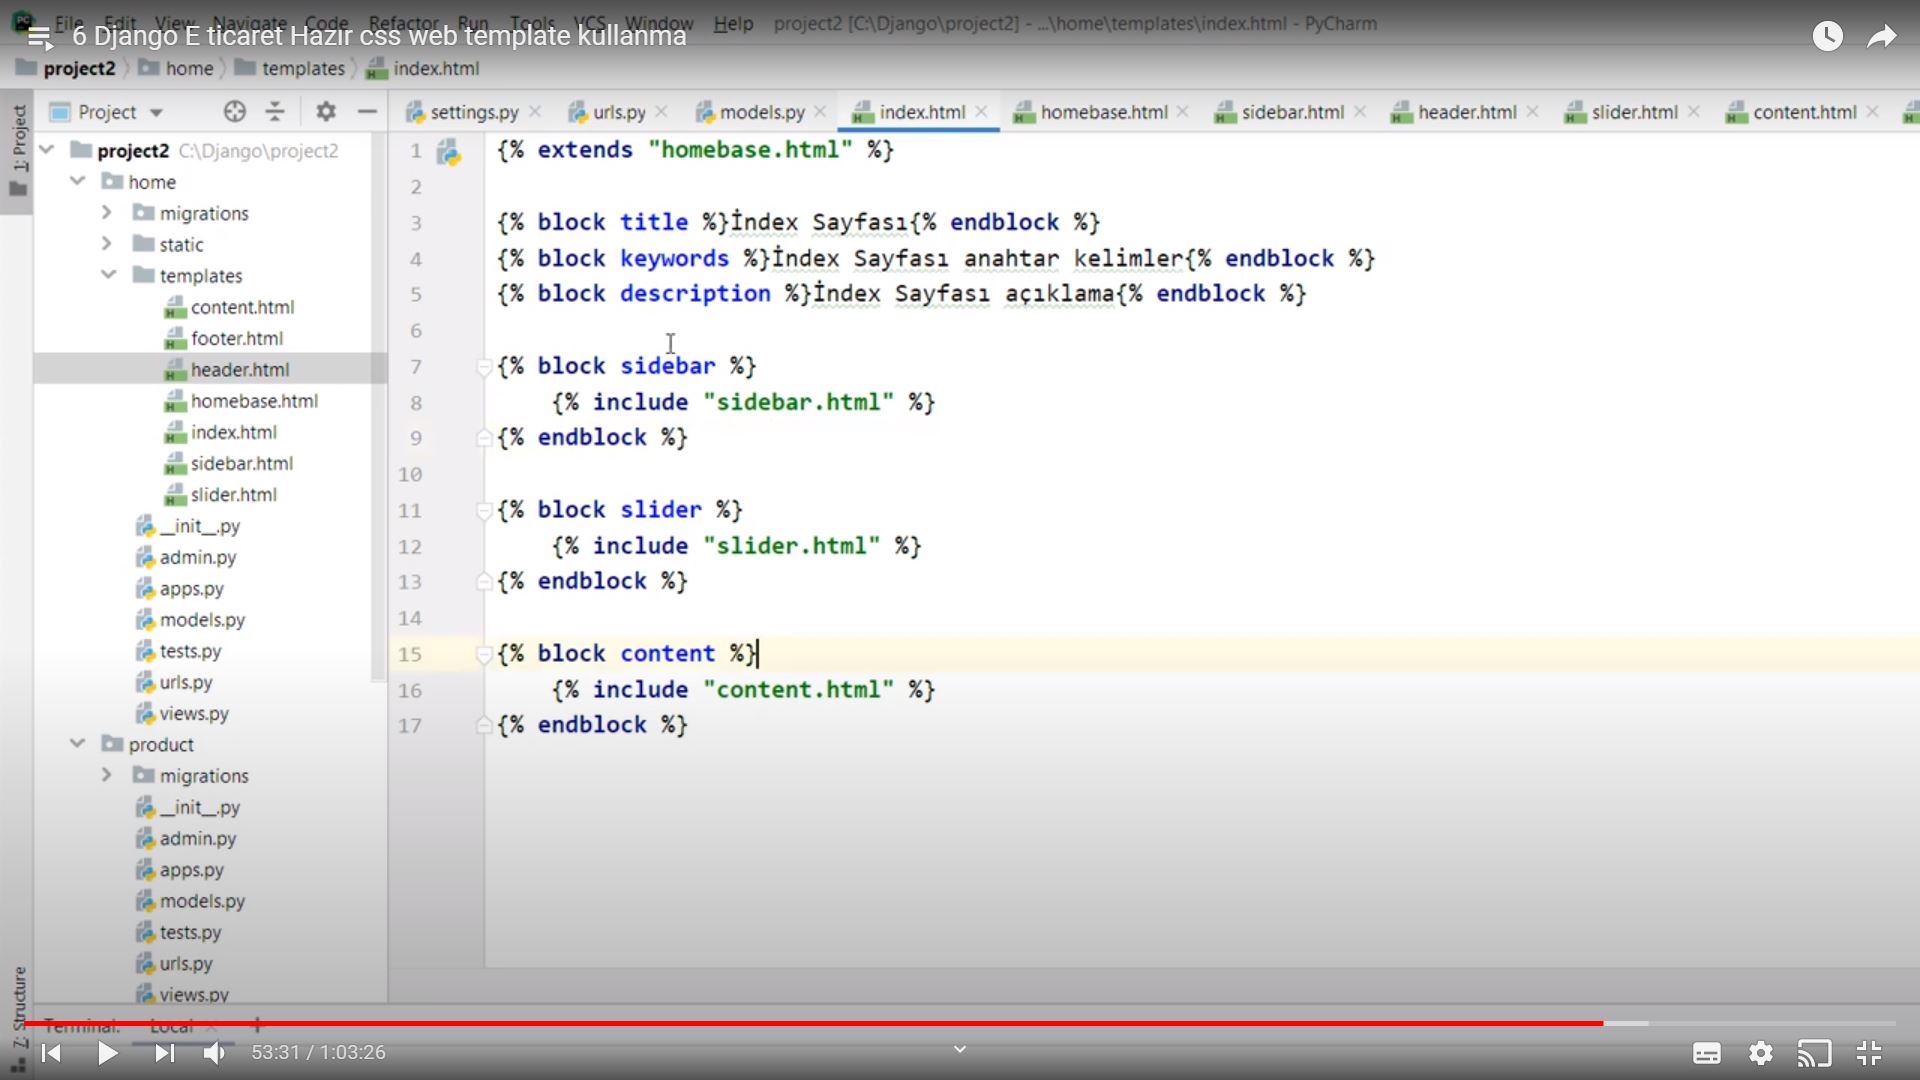 File Edit View Navigate Code Refactor Run Tools VCS Window Help project2 [C:\Django\project2] - ...\home\templates\index.html - PyCharm
6 Django E ticaret Hazir css web template kullanma
project2 home templates index.html
1: Project
Project
settings.py urls.py models.py index.html homebase.html sidebar.html header.html slider.html content.html
project2 C:\Django\project2
home
migrations
static
templates
content.html
footer.html
header.html
homebase.html
index.html
sidebar.html
slider.html
__init__.py
admin.py
apps.py
models.py
tests.py
urls.py
views.py
product
migrations
__init__.py
admin.py
apps.py
models.py
tests.py
urls.py
views.py
1 {% extends "homebase.html" %}
2
3 {% block title %}İndex Sayfası{% endblock %}
4 {% block keywords %}İndex Sayfası anahtar kelimler{% endblock %}
5 {% block description %}İndex Sayfası açıklama{% endblock %}
6
7 {% block sidebar %}
8 {% include "sidebar.html" %}
9 {% endblock %}
10
11 {% block slider %}
12 {% include "slider.html" %}
13 {% endblock %}
14
15 {% block content %}
16 {% include "content.html" %}
17 {% endblock %}
Z: Structure
Terminal: Local
53:31 / 1:03:26